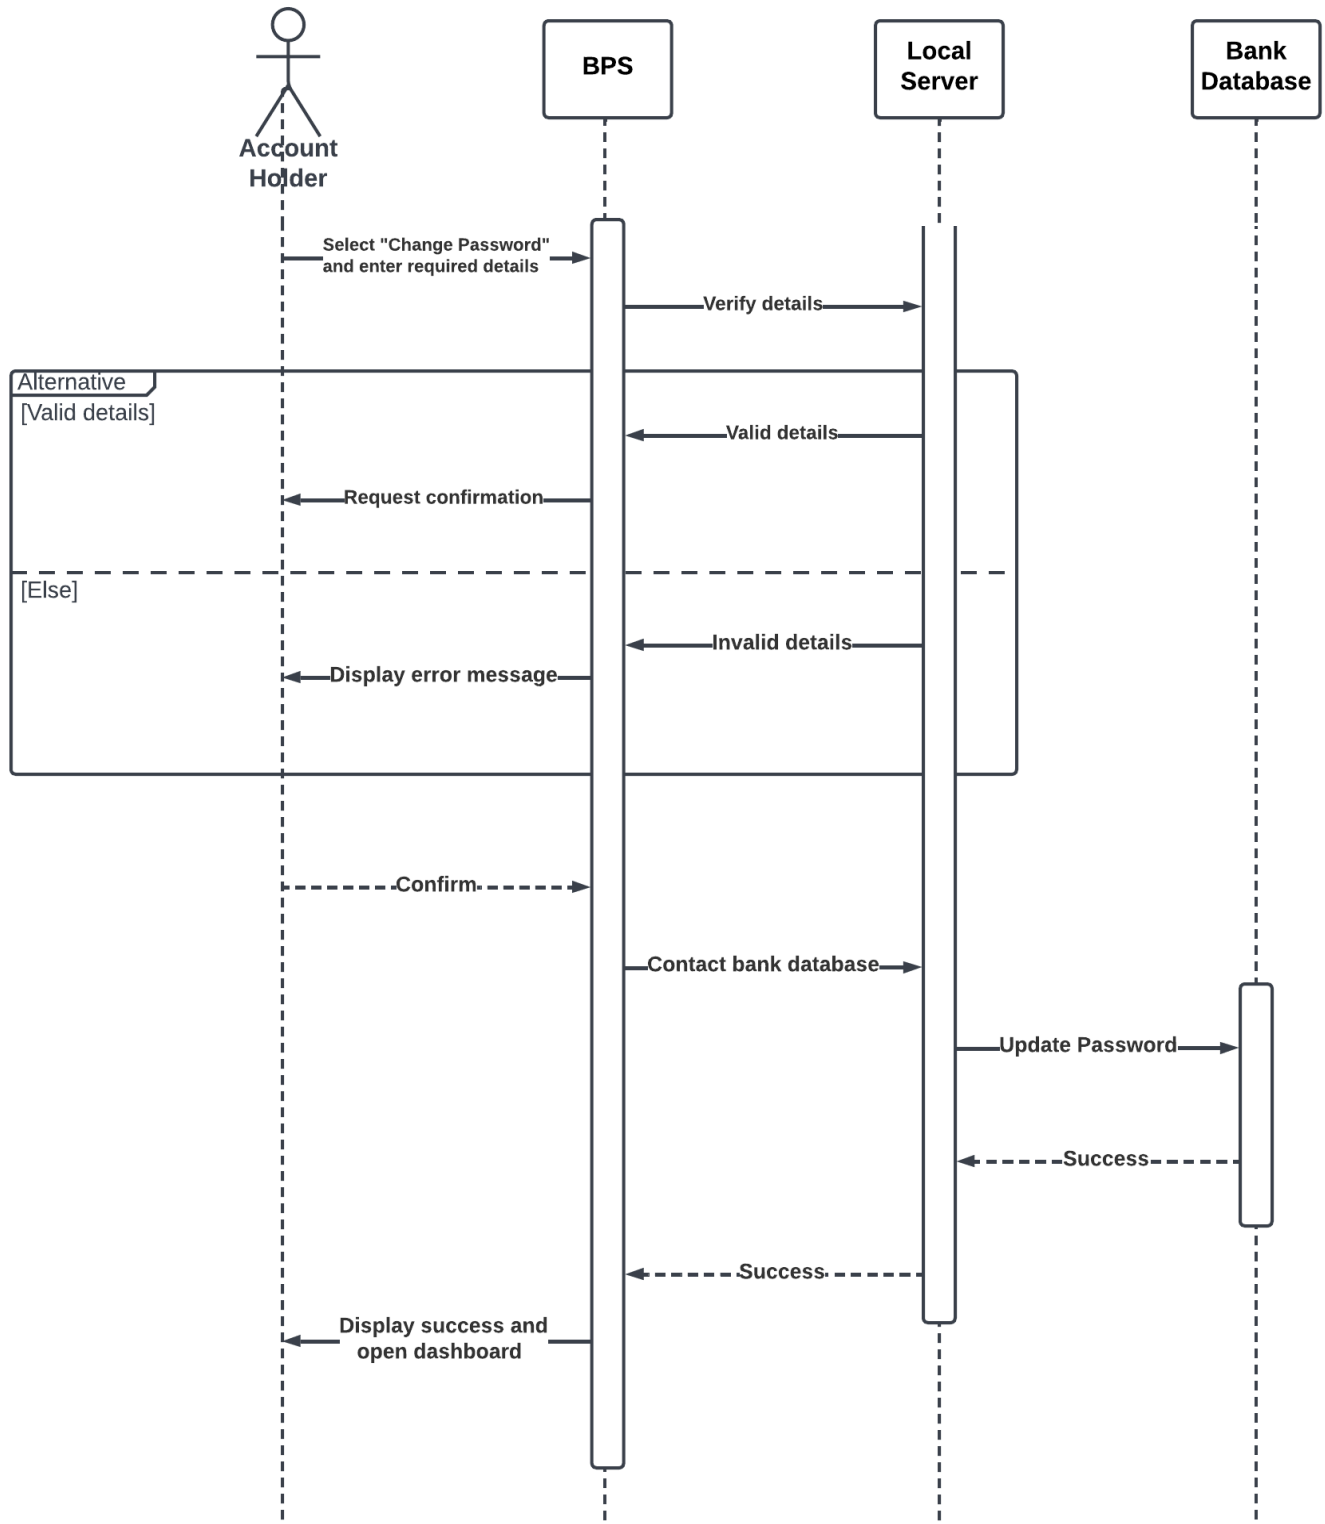 Account
Holder
BPS
Local
Server
Bank
Database
Select "Change Password"
and enter required details
Verify details
Alternative
[Valid details]
Valid details
Request confirmation
[Else]
Invalid details
Display error message
Confirm
Contact bank database
Update Password
Success
Success
Display success and
open dashboard